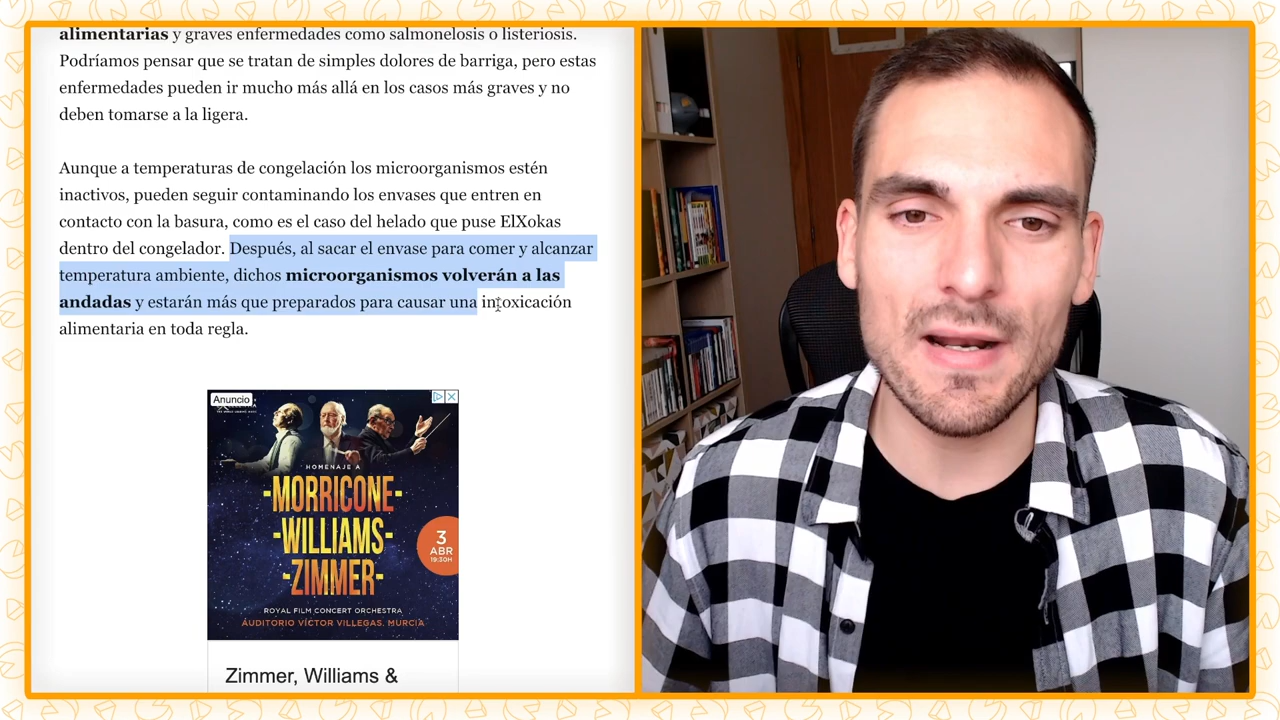 alimentarias y graves enfermedades como salmonelosis o listeriosis.
Podríamos pensar que se tratan de simples dolores de barriga, pero estas
enfermedades pueden ir mucho más allá en los casos más graves y no
deben tomarse a la ligera.
Aunque a temperaturas de congelación los microorganismos estén
inactivos, pueden seguir contaminando los envases que entren en
contacto con la basura, como es el caso del helado que puse ElXokas
dentro del congelador. Después, al sacar el envase para comer y alcanzar
temperatura ambiente, dichos microorganismos volverán a las
andadas y estarán más que preparados para causar una intoxicación
alimentaria en toda regla.
Anuncio
HOMENAJE A
-MORRICONE-
-WILLIAMS-
-ZIMMER-
3
ABR
19:30H
ROYAL FILM CONCERT ORCHESTRA
AUDITORIO VÍCTOR VILLEGAS. MURCIA
Zimmer, Williams &